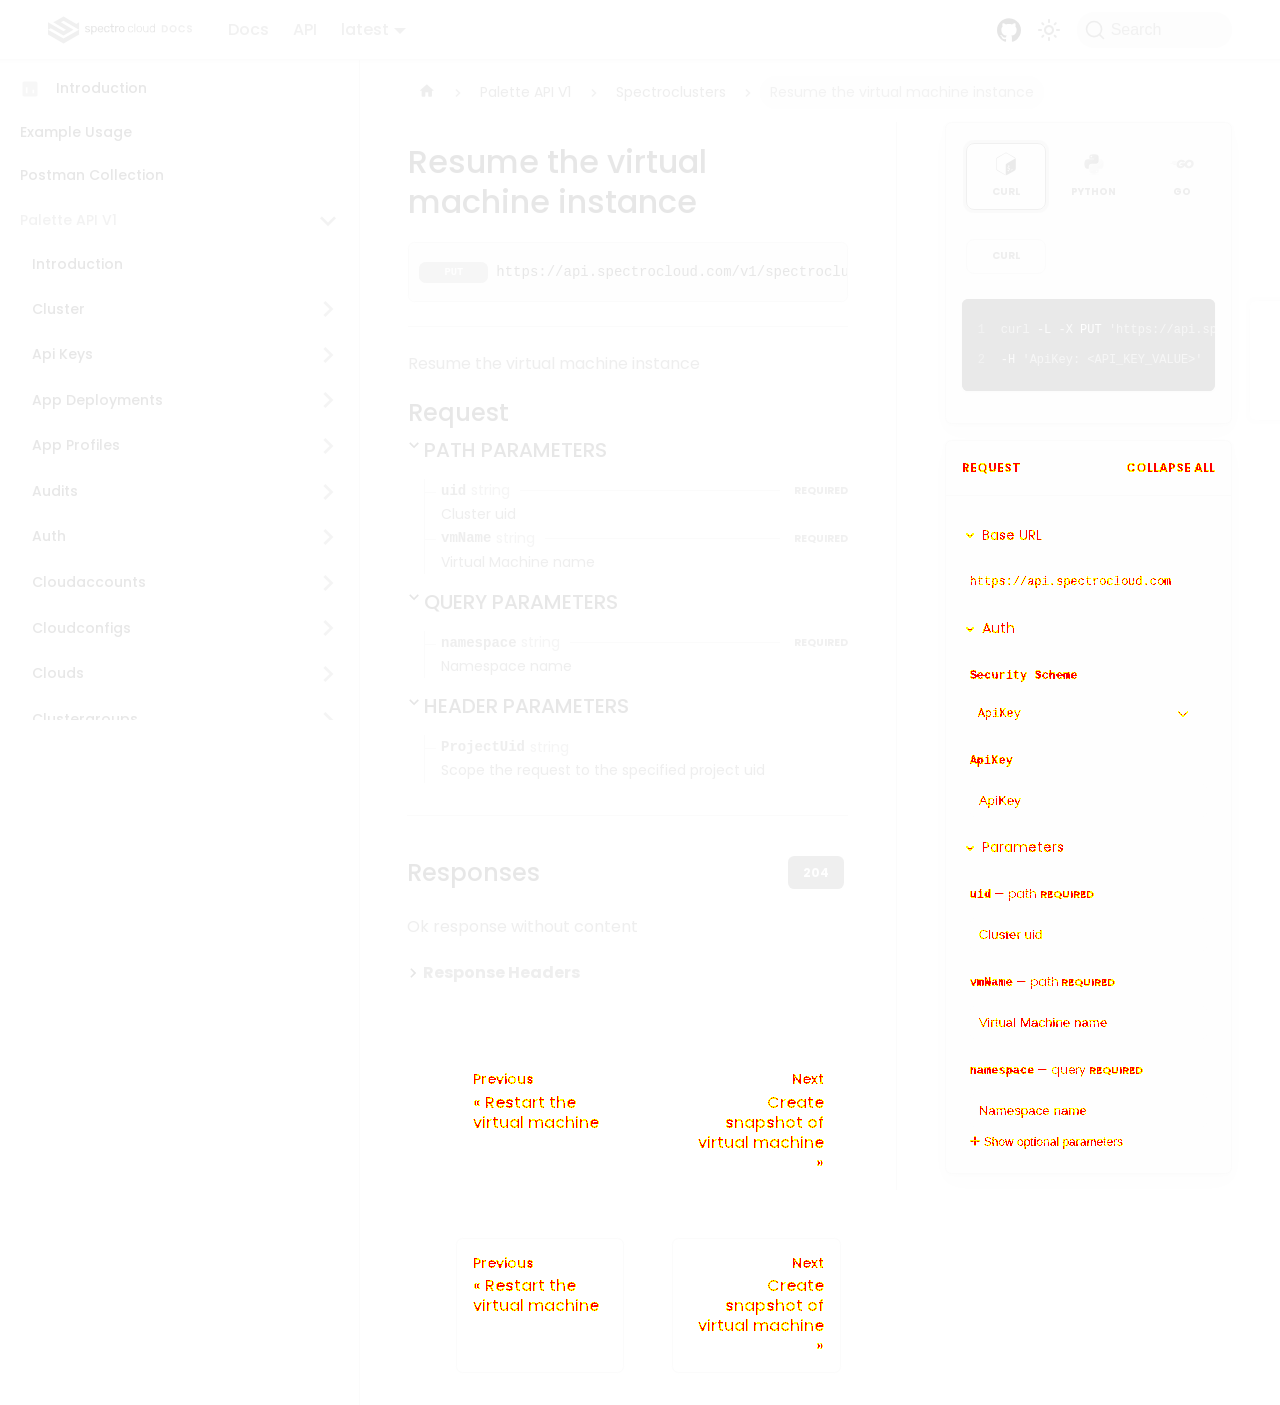 spectro cloud DOCS
Docs
API
latest
Search
Introduction
Example Usage
Postman Collection
Palette API V1
Introduction
Cluster
Api Keys
App Deployments
App Profiles
Audits
Auth
Cloudaccounts
Cloudconfigs
Clouds
Clustergroups
Palette API V1
Spectroclusters
Resume the virtual machine instance
Resume the virtual
machine instance
PUT https://api.spectrocloud.com/v1/spectroclu
Resume the virtual machine instance
Request
PATH PARAMETERS
uid string REQUIRED
Cluster uid
vmName string REQUIRED
Virtual Machine name
QUERY PARAMETERS
namespace string REQUIRED
Namespace name
HEADER PARAMETERS
ProjectUid string
Scope the request to the specified project uid
Responses
204
Ok response without content
Response Headers
Previous
« Restart the
virtual machine
Next
Create
snapshot of
virtual machine
»
Previous
« Restart the
virtual machine
Next
Create
snapshot of
virtual machine
»
CURL
PYTHON
GO
CURL
1 curl -L -X PUT 'https://api.sp
2 -H 'ApiKey: <API_KEY_VALUE>'
REQUEST
COLLAPSE ALL
Base URL
https://api.spectrocloud.com
Auth
Security Scheme
ApiKey
ApiKey
ApiKey
Parameters
uid — path REQUIRED
Cluster uid
vmName — path REQUIRED
Virtual Machine name
namespace — query REQUIRED
Namespace name
Show optional parameters